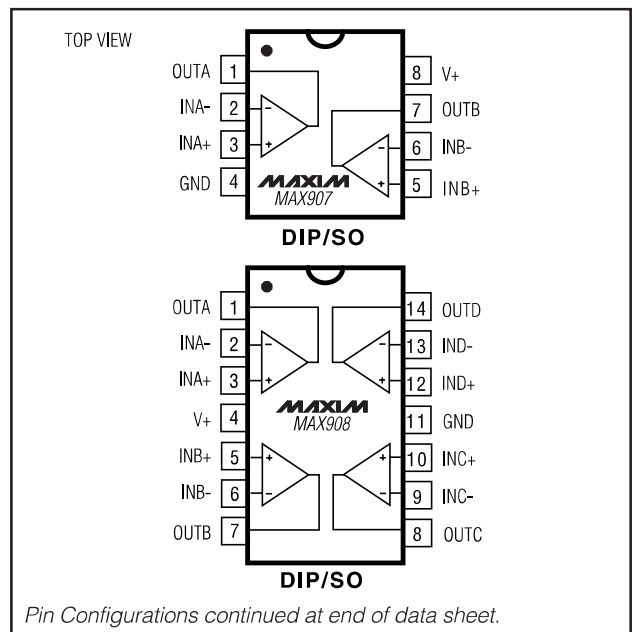 TOP VIEW
OUTA 1
INA- 2
INA+ 3
GND 4
8 V+
7 OUTB
6 INB-
5 INB+
- +
- +
MAXIM
MAX907
DIP/SO
OUTA 1
INA- 2
INA+ 3
V+ 4
INB+ 5
INB- 6
OUTB 7
14 OUTD
13 IND-
12 IND+
11 GND
10 INC+
9 INC-
8 OUTC
- +
- +
MAXIM
MAX908
+ -
+ -
DIP/SO
Pin Configurations continued at end of data sheet.